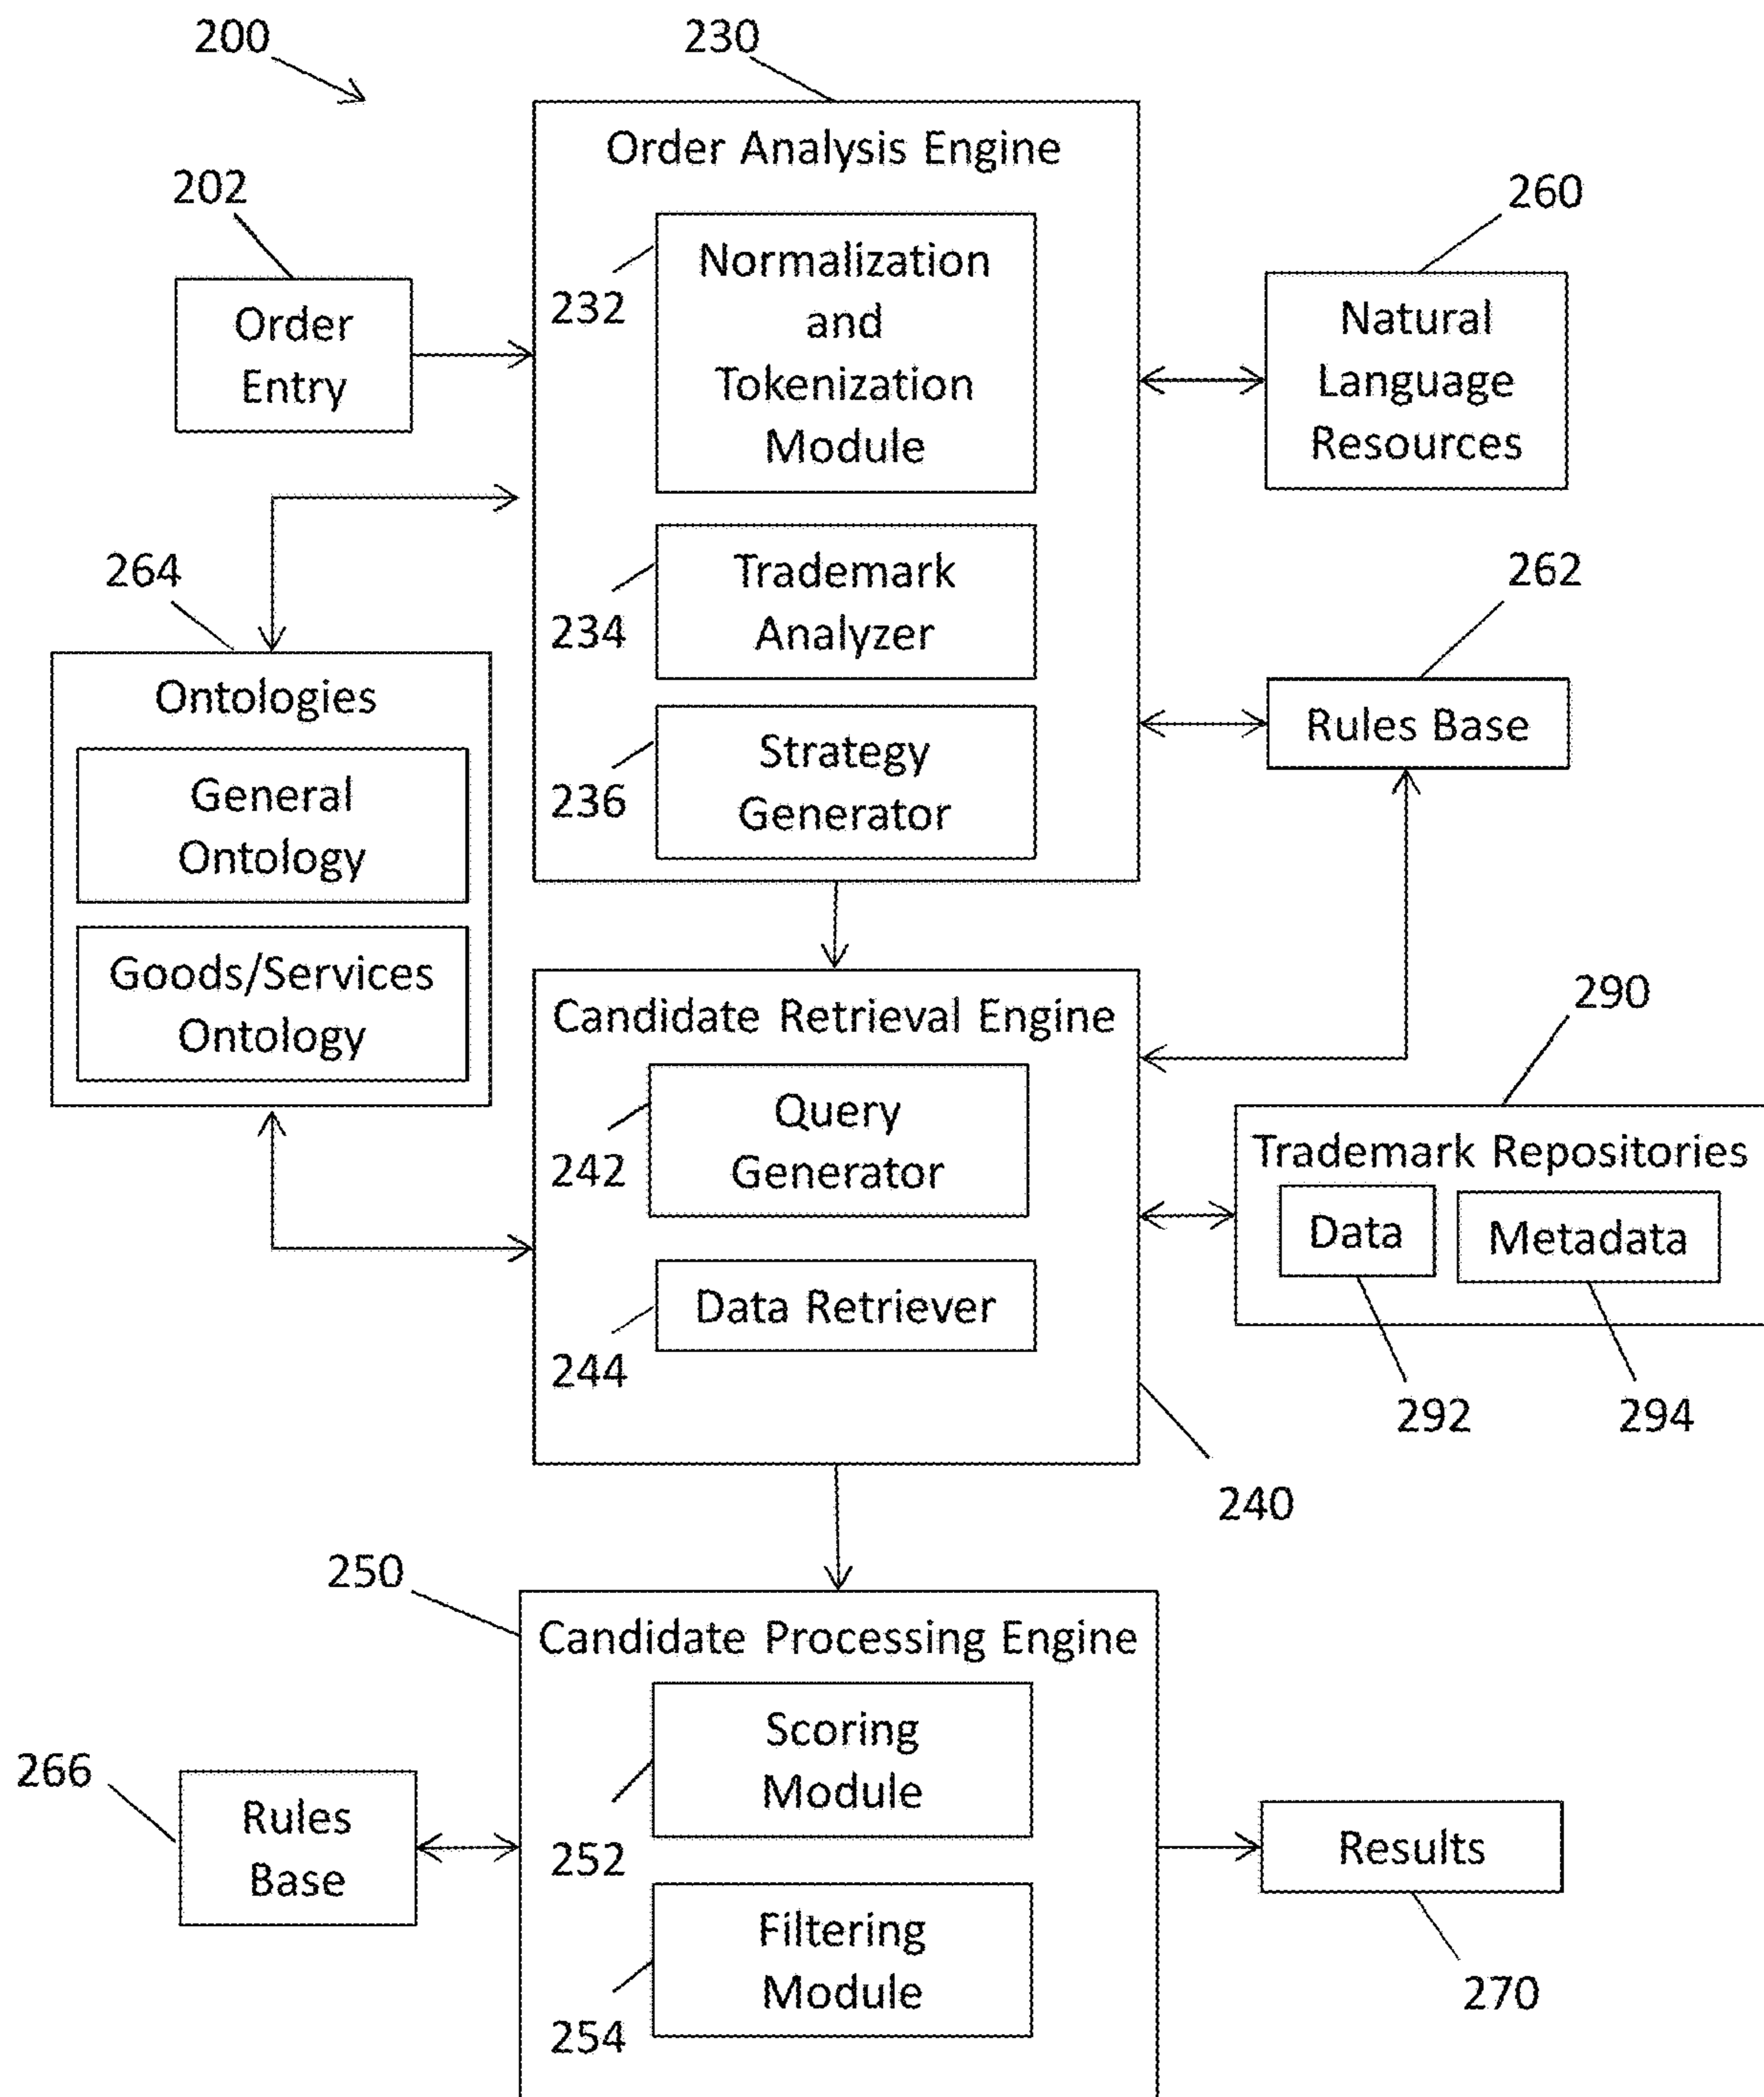 200
230
Order Analysis Engine
202
260
Order
Entry
232
Normalization
and
Tokenization
Module
Natural
Language
Resources
264
234
Trademark
Analyzer
262
Ontologies
General
Ontology
Goods/Services
Ontology
236
Strategy
Generator
Rules Base
Candidate Retrieval Engine
290
242
Query
Generator
Trademark Repositories
Data
Metadata
244
Data Retriever
292
294
240
250
Candidate Processing Engine
266
Rules
Base
252
Scoring
Module
Results
254
Filtering
Module
270